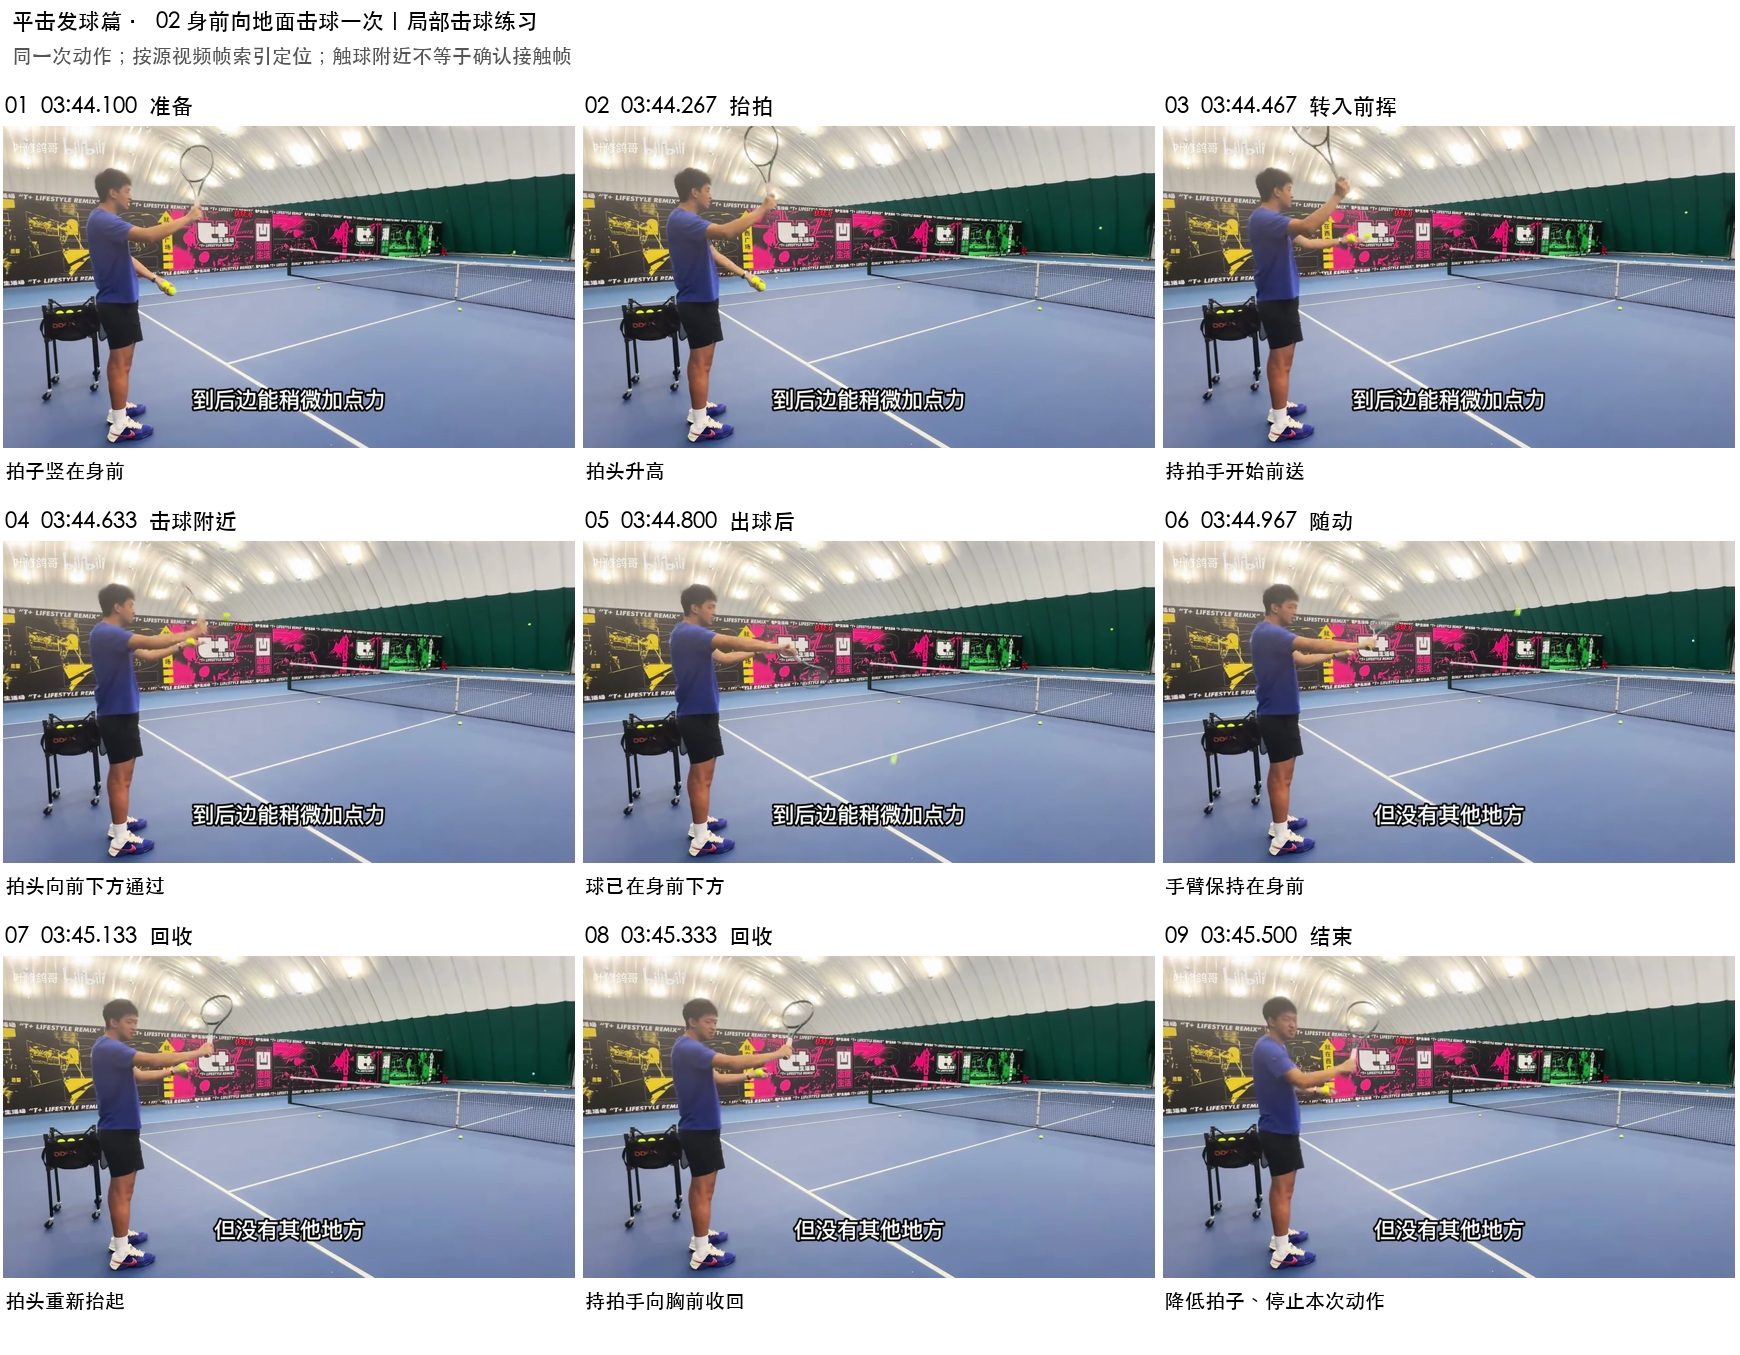 平击发球篇 · 02 身前向地面击球一次丨局部击球练习
同一次动作；按源视频帧索引定位；触球附近不等于确认接触帧
01 03:44.100 准备
02 03:44.267 抬拍
03 03:44.467 转入前挥
到后边能稍微加点力
到后边能稍微加点力
到后边能稍微加点力
拍子竖在身前
拍头升高
持拍手开始前送
04 03:44.633 击球附近
05 03:44.800 出球后
06 03:44.967 随动
到后边能稍微加点力
到后边能稍微加点力
但没有其他地方
拍头向前下方通过
球已在身前下方
手臂保持在身前
07 03:45.133 回收
08 03:45.333 回收
09 03:45.500 结束
但没有其他地方
但没有其他地方
但没有其他地方
拍头重新抬起
持拍手向胸前收回
降低拍子、停止本次动作